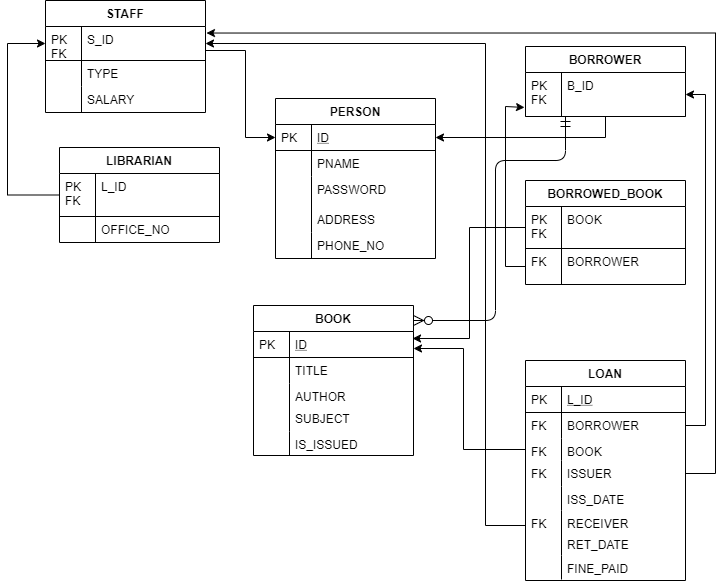 STAFF
PK S_ID
FK
TYPE
SALARY
LIBRARIAN
PK L_ID
FK
OFFICE_NO
PERSON
PK ID
PNAME
PASSWORD
ADDRESS
PHONE_NO
BORROWER
PK B_ID
FK
BORROWED_BOOK
PK BOOK
FK
FK BORROWER
BOOK
PK ID
TITLE
AUTHOR
SUBJECT
IS_ISSUED
LOAN
PK L_ID
FK BORROWER
FK BOOK
FK ISSUER
ISS_DATE
FK RECEIVER
RET_DATE
FINE_PAID